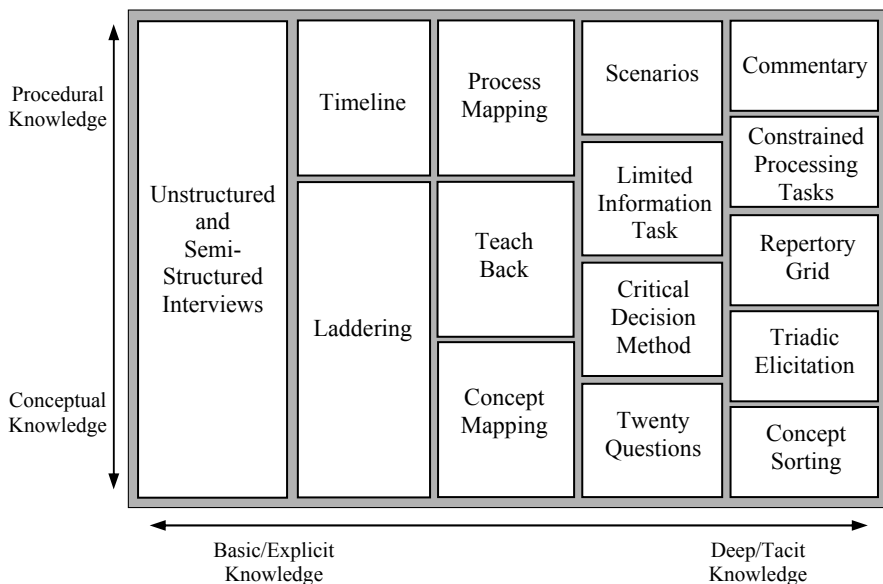 Procedural
Knowledge
Conceptual
Knowledge
Unstructured
and
Semi-
Structured
Interviews
Timeline
Laddering
Process
Mapping
Teach
Back
Concept
Mapping
Scenarios
Limited
Information
Task
Critical
Decision
Method
Twenty
Questions
Commentary
Constrained
Processing
Tasks
Repertory
Grid
Triadic
Elicitation
Concept
Sorting
Basic/Explicit
Knowledge
Deep/Tacit
Knowledge